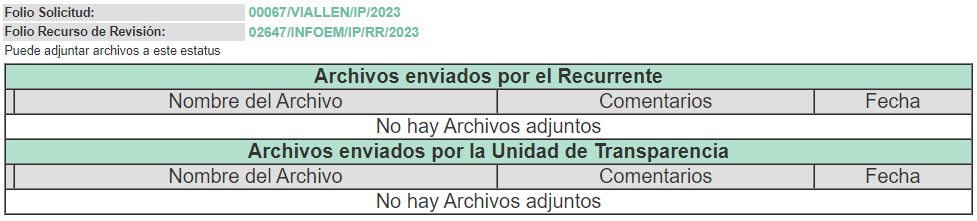 Folio Solicitud: 00067/VIALLEN/IP/2023
Folio Recurso de Revisión: 02647/INFOEM/IP/RR/2023
Puede adjuntar archivos a este estatus
Archivos enviados por el Recurrente
Nombre del Archivo Comentarios Fecha
No hay Archivos adjuntos
Archivos enviados por la Unidad de Transparencia
Nombre del Archivo Comentarios Fecha
No hay Archivos adjuntos